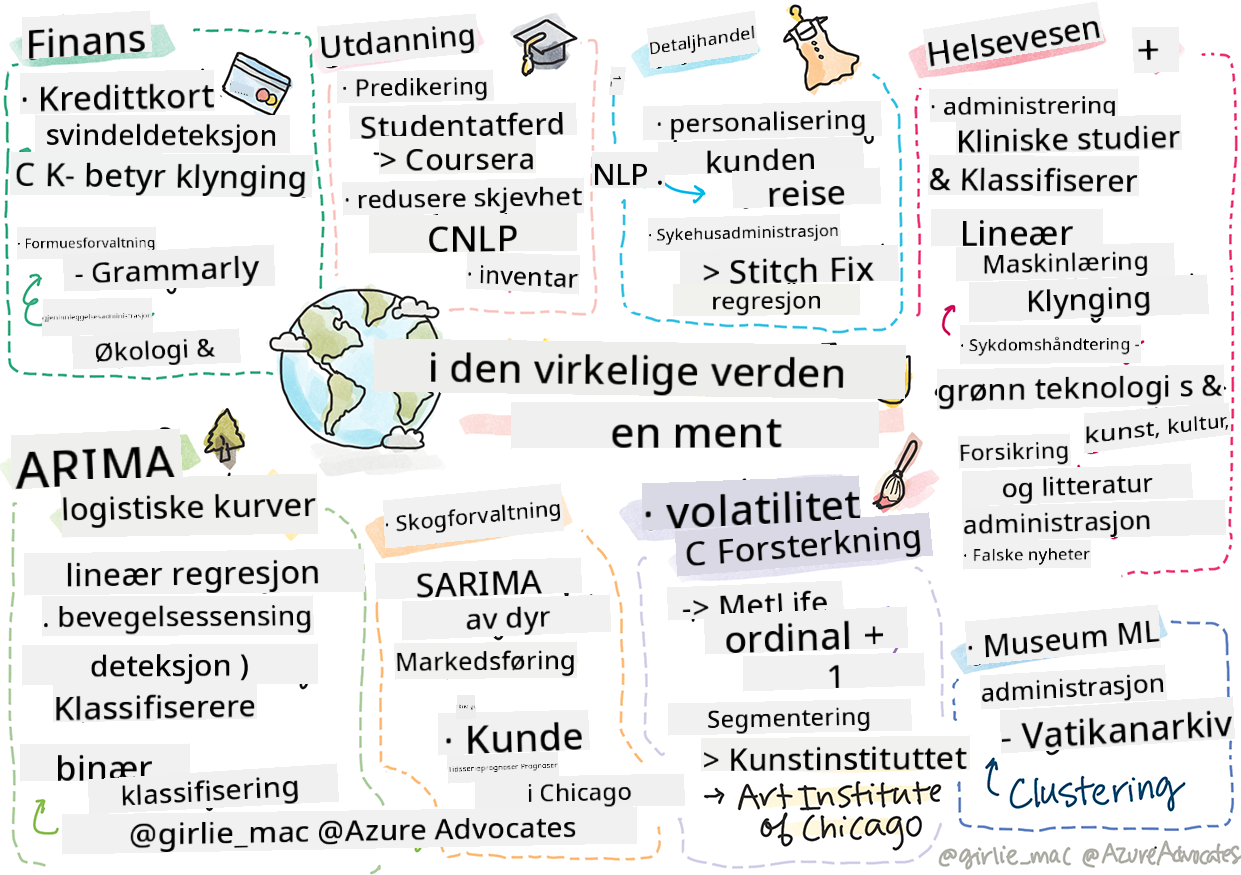 Finans
· Kredittkort
svindeldeteksjon
C K- betyr klynging
· Formuesforvaltning
- Grammarly
Økologi &
Utdanning
· Predikering
Studentatferd
-> Coursera
· redusere skjevhet
CNLP
· inventar
Detaljhandel
· personalisering
kunden
NLP .
reise
· Sykehusadministrasjon
> Stitch Fix
regresjon
Helsevesen +
· administrering
Kliniske studier
& Klassifiserer
Lineær
Maskinlæring
Klynging
· Sykdomshåndtering -
grønn teknologi s &
kunst, kultur,
Forsikring
og litteratur
administrasjon
· Falske nyheter
i den virkelige verden
en ment
ARIMA
logistiske kurver
lineær regresjon
. bevegelsessensing
deteksjon )
Klassifiserere
binær
klassifisering
@girlie_mac @Azure Advocates
· Skogforvaltning
SARIMA
av dyr
Markedsføring
· Kunde
Tidsserieprognoser Prognoser
i Chicago
· volatilitet
C Forsterkning
-> MetLife
ordinal +
1
Segmentering
> Kunstinstituttet
→ Art Institute
of Chicago
· Museum ML
administrasjon
- Vatikanarkiv
Clustering
@girlie_mac @AzureAdvocates